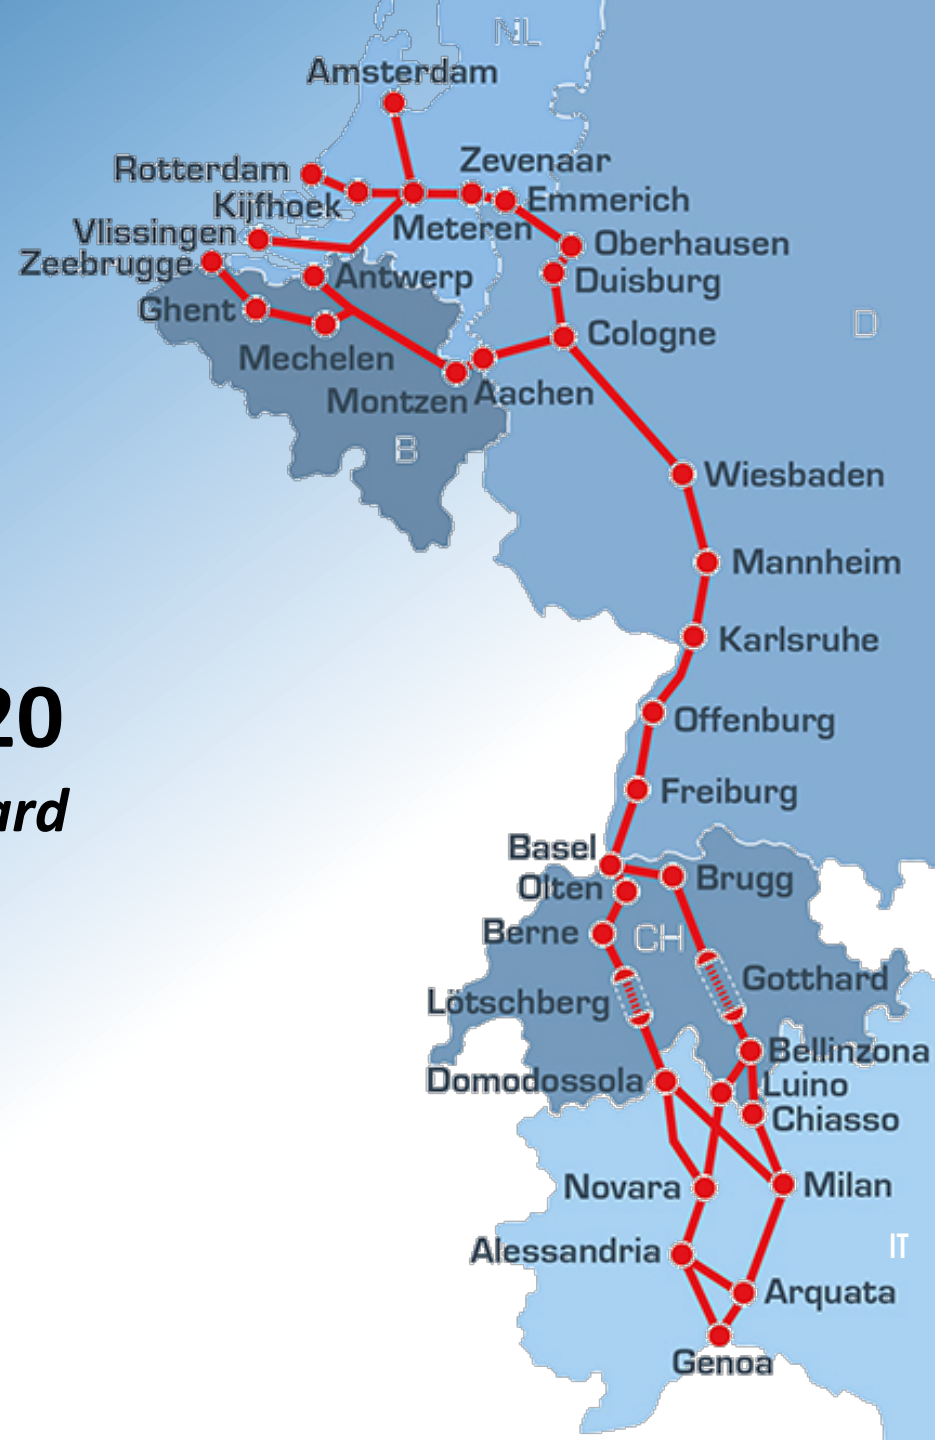 NL
Amsterdam
Zevenaar
Rotterdam
Emmerich
Kijfhoek
Meteren
Vlissingen
Oberhausen
Zeebrugge
Antwerp
Duisburg
Ghent
D
Cologne
Mechelen
Aachen
Montzen
B
Wiesbaden
Mannheim
Karlsruhe
20
ard
Offenburg
Freiburg
Basel
Brugg
Olten
Berne
CH
Gotthard
Lötschberg
Bellinzona
Domodossola
Luino
Chiasso
Novara
Milan
IT
Alessandria
Arquata
Genoa